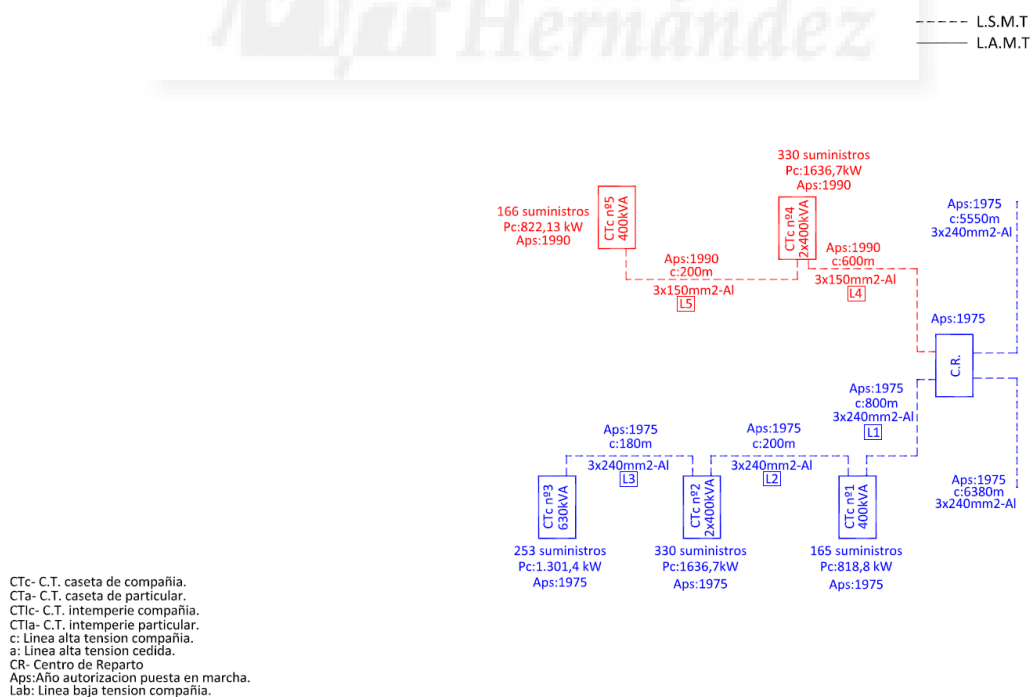 Hernández
L.S.M.T
L.A.M.T
330 suministros
Pc:1636,7kW
Aps:1990
CTc nº4
2x400kVA
166 suministros
Pc:822,13 kW
Aps:1990
CTc nº5
400kVA
Aps:1990
c:200m
3x150mm2-Al
L5
Aps:1990
c:600m
3x150mm2-Al
L4
Aps:1975
c:5550m
3x240mm2-Al
Aps:1975
C.R.
Aps:1975
c:800m
3x240mm2-Al
L1
Aps:1975
c:180m
3x240mm2-Al
L3
Aps:1975
c:200m
3x240mm2-Al
L2
Aps:1975
c:6380m
3x240mm2-Al
CTc nº3
630kVA
253 suministros
Pc:1.301,4 kW
Aps:1975
CTc nº2
2x400kVA
330 suministros
Pc:1636,7kW
Aps:1975
CTc nº1
400kVA
165 suministros
Pc:818,8 kW
Aps:1975
CTc- C.T. caseta de compañia.
CTa- C.T. caseta de particular.
CTIc- C.T. intemperie compañia.
CTIa- C.T. intemperie particular.
c: Linea alta tension compañia.
a: Linea alta tension cedida.
CR- Centro de Reparto
Aps:Año autorizacion puesta en marcha.
Lab: Linea baja tension compañia.